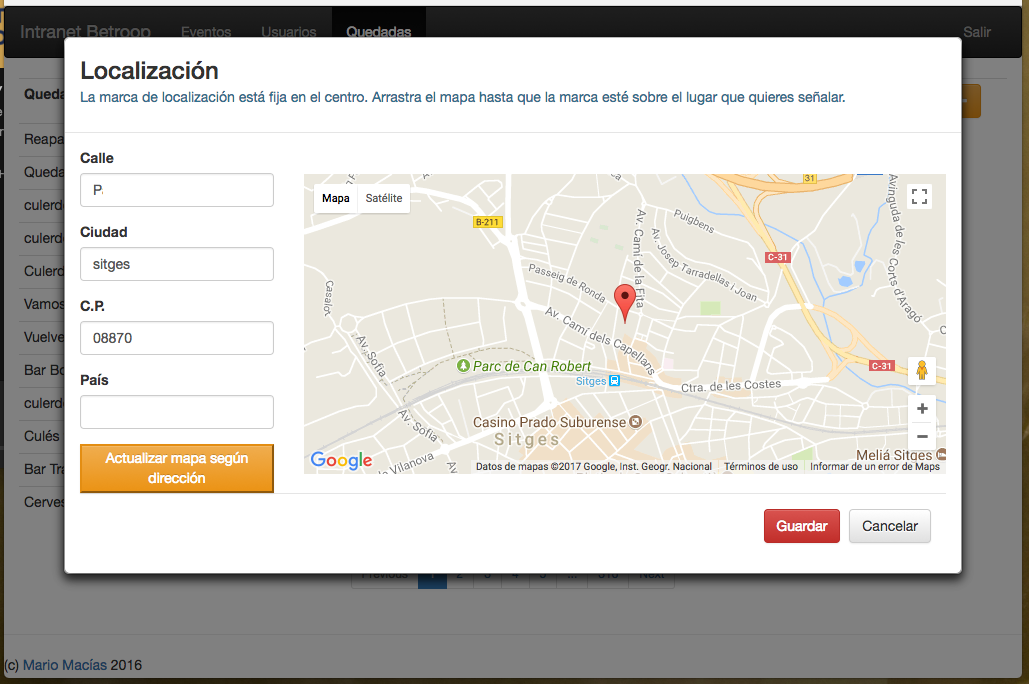 Intranet Betroop Eventos Usuarios Quedadas Salir
Localización
La marca de localización está fija en el centro. Arrastra el mapa hasta que la marca esté sobre el lugar que quieres señalar.
Reapa
Queda
culerd
culerd
Culerd
Vamos
Vuelve
Bar Bo
culerd
Culés
Bar Tra
Cerves
Calle
P
Ciudad
sitges
C.P.
08870
País
Actualizar mapa según
dirección
Mapa Satélite
31
B-211
C-31
Puigbens
Av. Camí de la Fita
Av. Josep Tarradellas i Joan
Avinguda de les Corts d'Aragó
Passeig de Ronda
Av. Camí dels Capellans
Av. Sofia
Parc de Can Robert
Sitges
C-31
Ctra. de les Costes
Casino Prado Suburense
Av. Sofia
Sitges
Vilanova
Av
Meliá Sitges
Google
Datos de mapas ©2017 Google, Inst. Geogr. Nacional Términos de uso Informar de un error de Maps
Guardar Cancelar
Previous 1 2 3 4 5 ... Next
(c) Mario Macías 2016